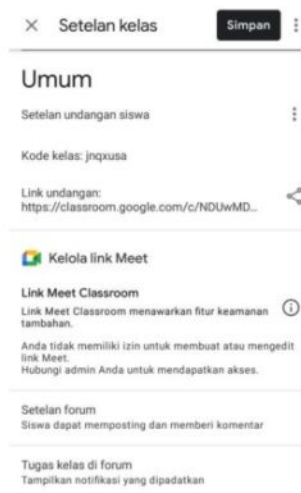 Setelan kelas
Simpan
Umum
Setelan undangan siswa
Kode kelas: jnqxusa
Link undangan:
https://classroom.google.com/c/NDUwMD...
Kelola link Meet
Link Meet Classroom
Link Meet Classroom menawarkan fitur keamanan
tambahan.
Anda tidak memiliki izin untuk membuat atau mengedit
link Meet.
Hubungi admin Anda untuk mendapatkan akses.
Setelan forum
Siswa dapat memposting dan memberi komentar
Tugas kelas di forum
Tampilkan notifikasi yang dipadatkan